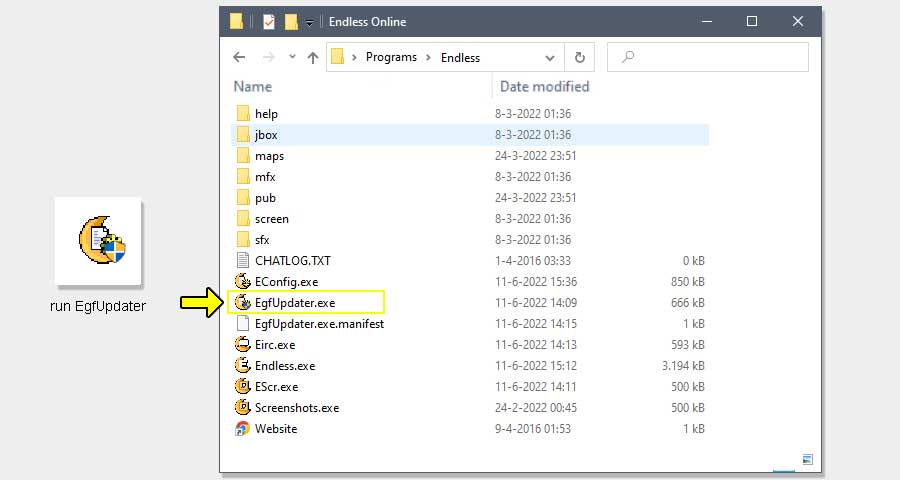 Endless Online
Programs Endless
Name Date modified
help 8-3-2022 01:36
jbox 8-3-2022 01:36
maps 24-3-2022 23:51
mfx 8-3-2022 01:36
pub 24-3-2022 23:51
screen 8-3-2022 01:36
sfx 8-3-2022 01:36
CHATLOG.TXT 1-4-2016 03:33 0 kB
EConfig.exe 11-6-2022 15:36 850 kB
EgfUpdater.exe 11-6-2022 14:09 666 kB
EgfUpdater.exe.manifest 11-6-2022 14:15 1 kB
Eirc.exe 11-6-2022 14:13 593 kB
Endless.exe 11-6-2022 15:12 3.194 kB
EScr.exe 11-6-2022 14:11 500 kB
Screenshots.exe 24-2-2022 00:45 500 kB
Website 9-4-2016 01:53 1 kB
run EgfUpdater